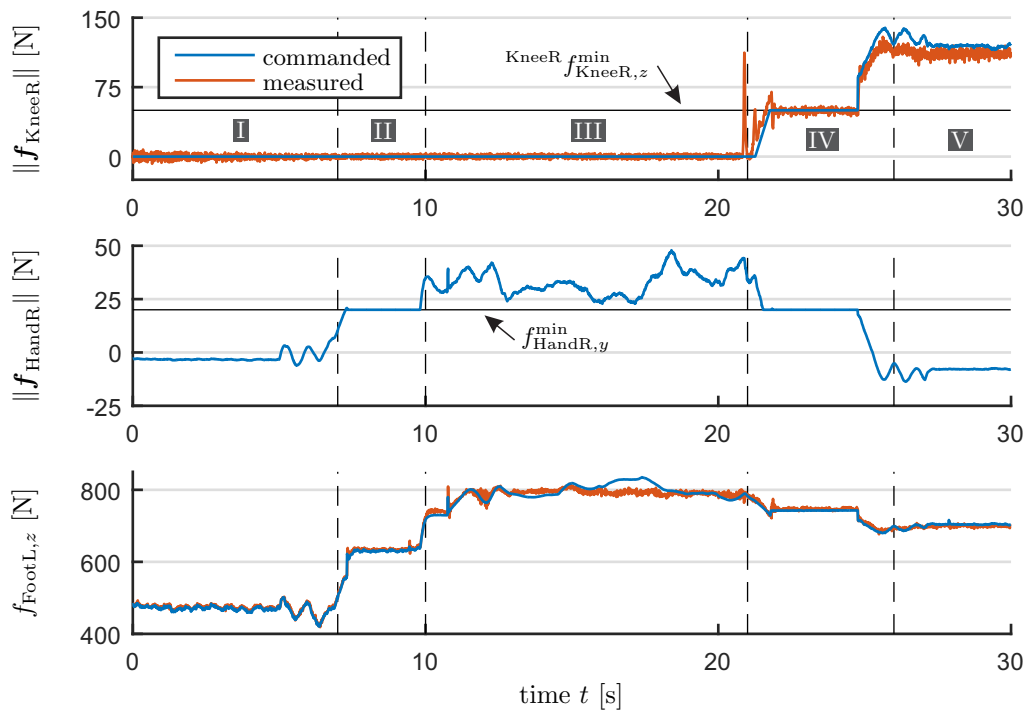 ||f_KneeR|| [N]
150
75
0
commanded
measured
KneeR f^min_KneeR,z
I II III IV V
0 10 20 30
||f_HandR|| [N]
50
25
0
-25
f^min_HandR,y
0 10 20 30
f_FootL,z [N]
800
600
400
0 10 20 30
time t [s]